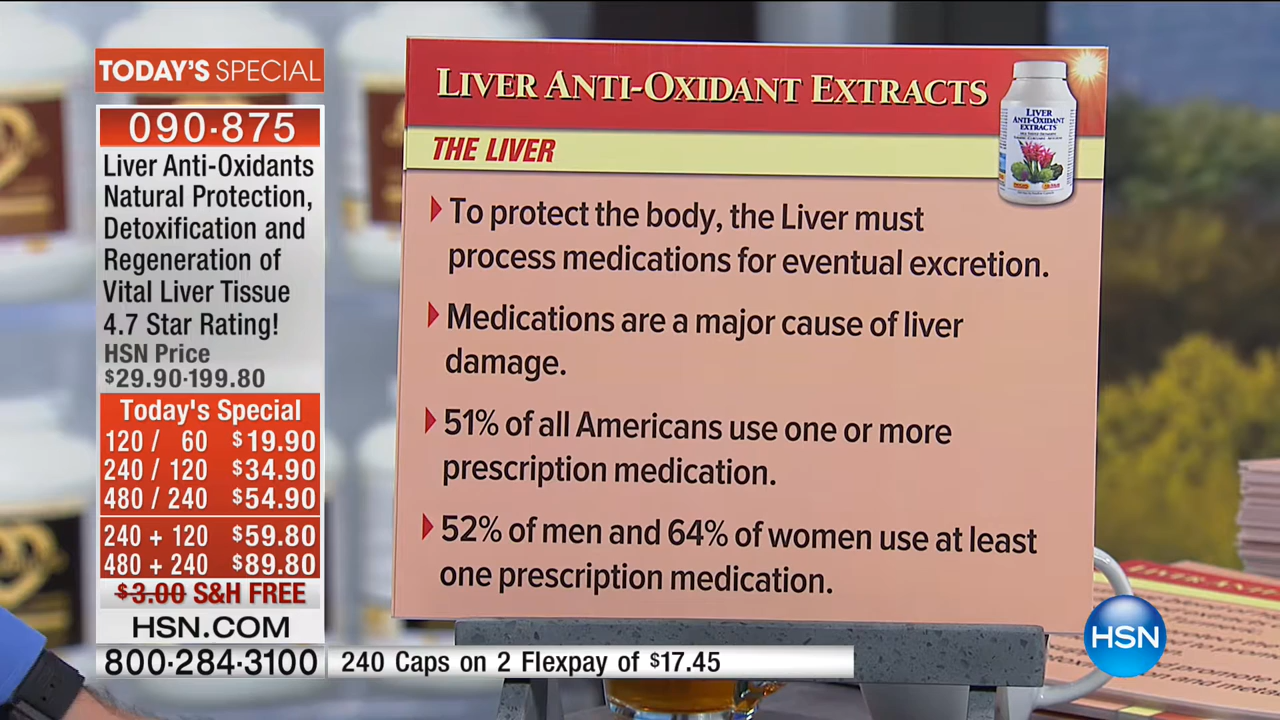 TODAY'S SPECIAL
090-875
Liver Anti-Oxidants
Natural Protection,
Detoxification and
Regeneration of
Vital Liver Tissue
4.7 Star Rating!
HSN Price
$29.90-199.80
Today's Special
120 / 60 $19.90
240 / 120 $34.90
480 / 240 $54.90
240 + 120 $59.80
480 + 240 $89.80
$3.00 S&H FREE
HSN.COM
800-284-3100
240 Caps on 2 Flexpay of $17.45
LIVER ANTI-OXIDANT EXTRACTS
THE LIVER
To protect the body, the Liver must
process medications for eventual excretion.
Medications are a major cause of liver
damage.
51% of all Americans use one or more
prescription medication.
52% of men and 64% of women use at least
one prescription medication.
LIVER
ANTI-OXIDANT
EXTRACTS
HSN